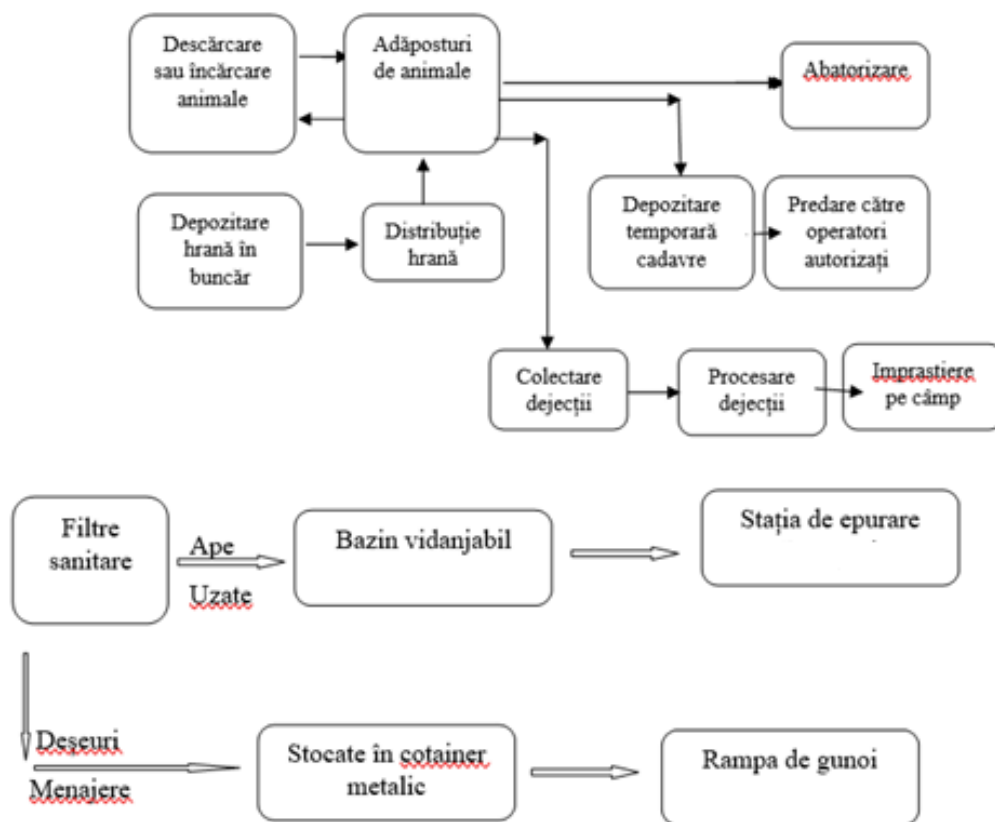 Descărcare
sau încărcare
animale
Adăposturi
de animale
Abatorizare
Depozitare
hrană în
buncăr
Distribuție
hrană
Depozitare
temporară
cadavre
Predare către
operatori
autorizați
Colectare
dejecții
Procesare
dejecții
Imprastiere
pe câmp
Filtre
sanitare
Ape
Uzate
Bazin vidanjabil
Stația de epurare
Deșeuri
Menajere
Stocate în cotainer
metalic
Rampa de gunoi